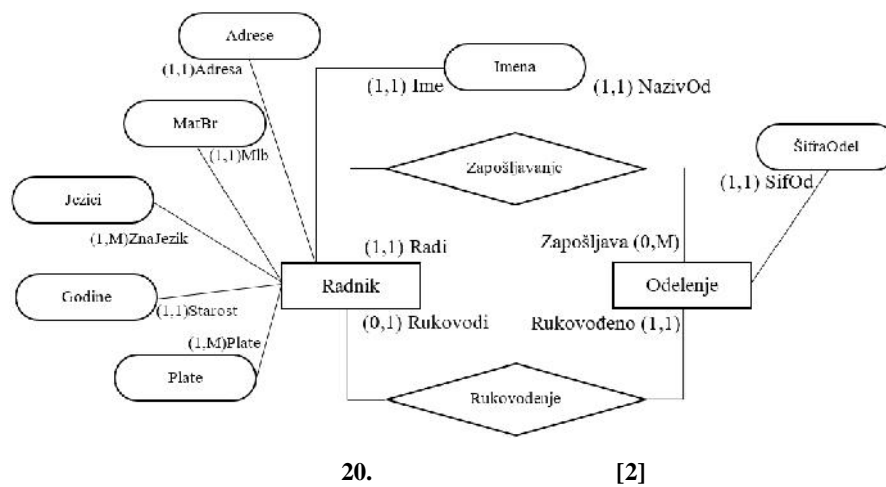 Adrese
(1,1)Adresa
Imena
(1,1) Ime
(1,1) NazivOd
MatBr
(1,1)Mlb
Zapošljavanje
ŠifraOdel
(1,1) SifOd
Jezici
(1,M)ZnaJezik
(1,1) Radi
Zapošljava (0,M)
Radnik
Odelenje
Godine
(1,1)Starost
(0,1) Rukovodi
Rukovođeno (1,1)
(1,M)Plate
Plate
Rukovođenje
20. [2]